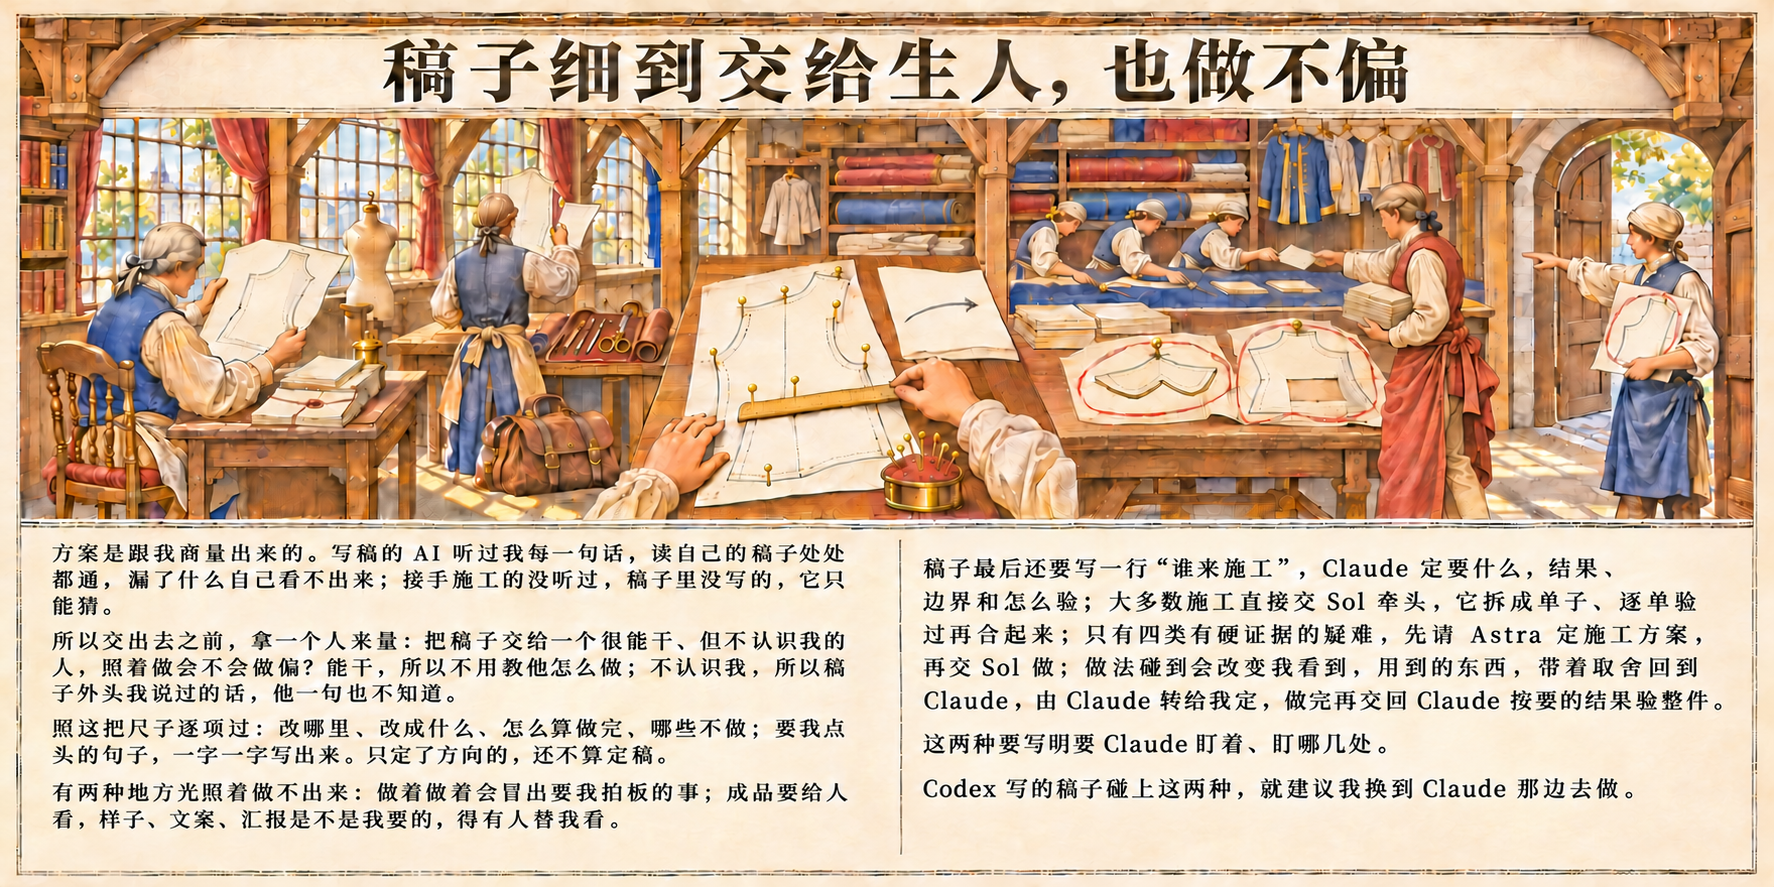 稿子细到交给生人，也做不偏
方案是跟我商量出来的。写稿的 AI 听过我每一句话，读自己的稿子处处
都通，漏了什么自己看不出来；接手施工的没听过，稿子里没写的，它只
能猜。
所以交出去之前，拿一个人来量：把稿子交给一个很能干、但不认识我的
人，照着做会不会做偏？能干，所以不用教他怎么做；不认识我，所以稿
子外头我说过的话，他一句也不知道。
照这把尺子逐项过：改哪里、改成什么、怎么算做完、哪些不做；要我点
头的句子，一字一字写出来。只定了方向的，还不算定稿。
有两种地方光照着做不出来：做着做着会冒出要我拍板的事；成品要给人
看，样子、文案、汇报是不是我要的，得有人替我看。
稿子最后还要写一行“谁来施工”，Claude 定要什么，结果、
边界和怎么验；大多数施工直接交 Sol 牵头，它拆成单子、逐单验
过再合起来；只有四类有硬证据的疑难，先请 Astra 定施工方案，
再交 Sol 做；做法碰到会改变我看到，用到的东西，带着取舍回到
Claude，由 Claude 转给我定，做完再交回 Claude 按要的结果验整件。
这两种要写明要 Claude 盯着、盯哪几处。
Codex 写的稿子碰上这两种，就建议我换到 Claude 那边去做。